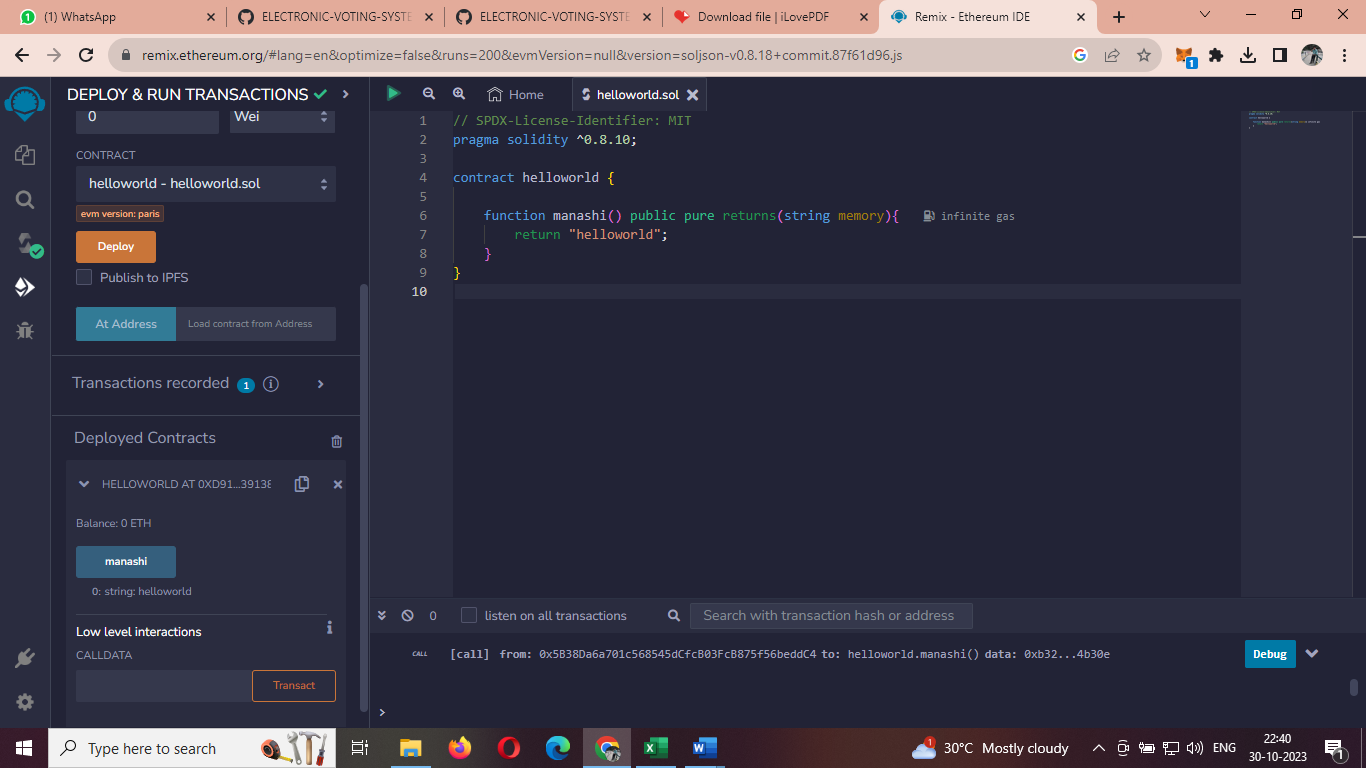 (1) WhatsApp
ELECTRONIC-VOTING-SYSTE
ELECTRONIC-VOTING-SYSTE
Download file | iLovePDF
Remix - Ethereum IDE
remix.ethereum.org/#lang=en&optimize=false&runs=200&evmVersion=null&version=soljson-v0.8.18+commit.87f61d96.js
1
DEPLOY & RUN TRANSACTIONS
0
Wei
CONTRACT
helloworld - helloworld.sol
evm version: paris
Deploy
Publish to IPFS
At Address
Load contract from Address
Transactions recorded 1
Deployed Contracts
HELLOWORLD AT 0XD91...39138
Balance: 0 ETH
manashi
0: string: helloworld
Low level interactions
CALLDATA
Transact
Home
helloworld.sol
1 // SPDX-License-Identifier: MIT
2 pragma solidity ^0.8.10;
3
4 contract helloworld {
5
6 function manashi() public pure returns(string memory){ infinite gas
7 return "helloworld";
8 }
9 }
10
0
listen on all transactions
Search with transaction hash or address
CALL [call] from: 0x5B38Da6a701c568545dCfcB03FcB875f56beddC4 to: helloworld.manashi() data: 0xb32...4b30e
Debug
>
Type here to search
1
30°C Mostly cloudy
ENG
22:40
30-10-2023
1